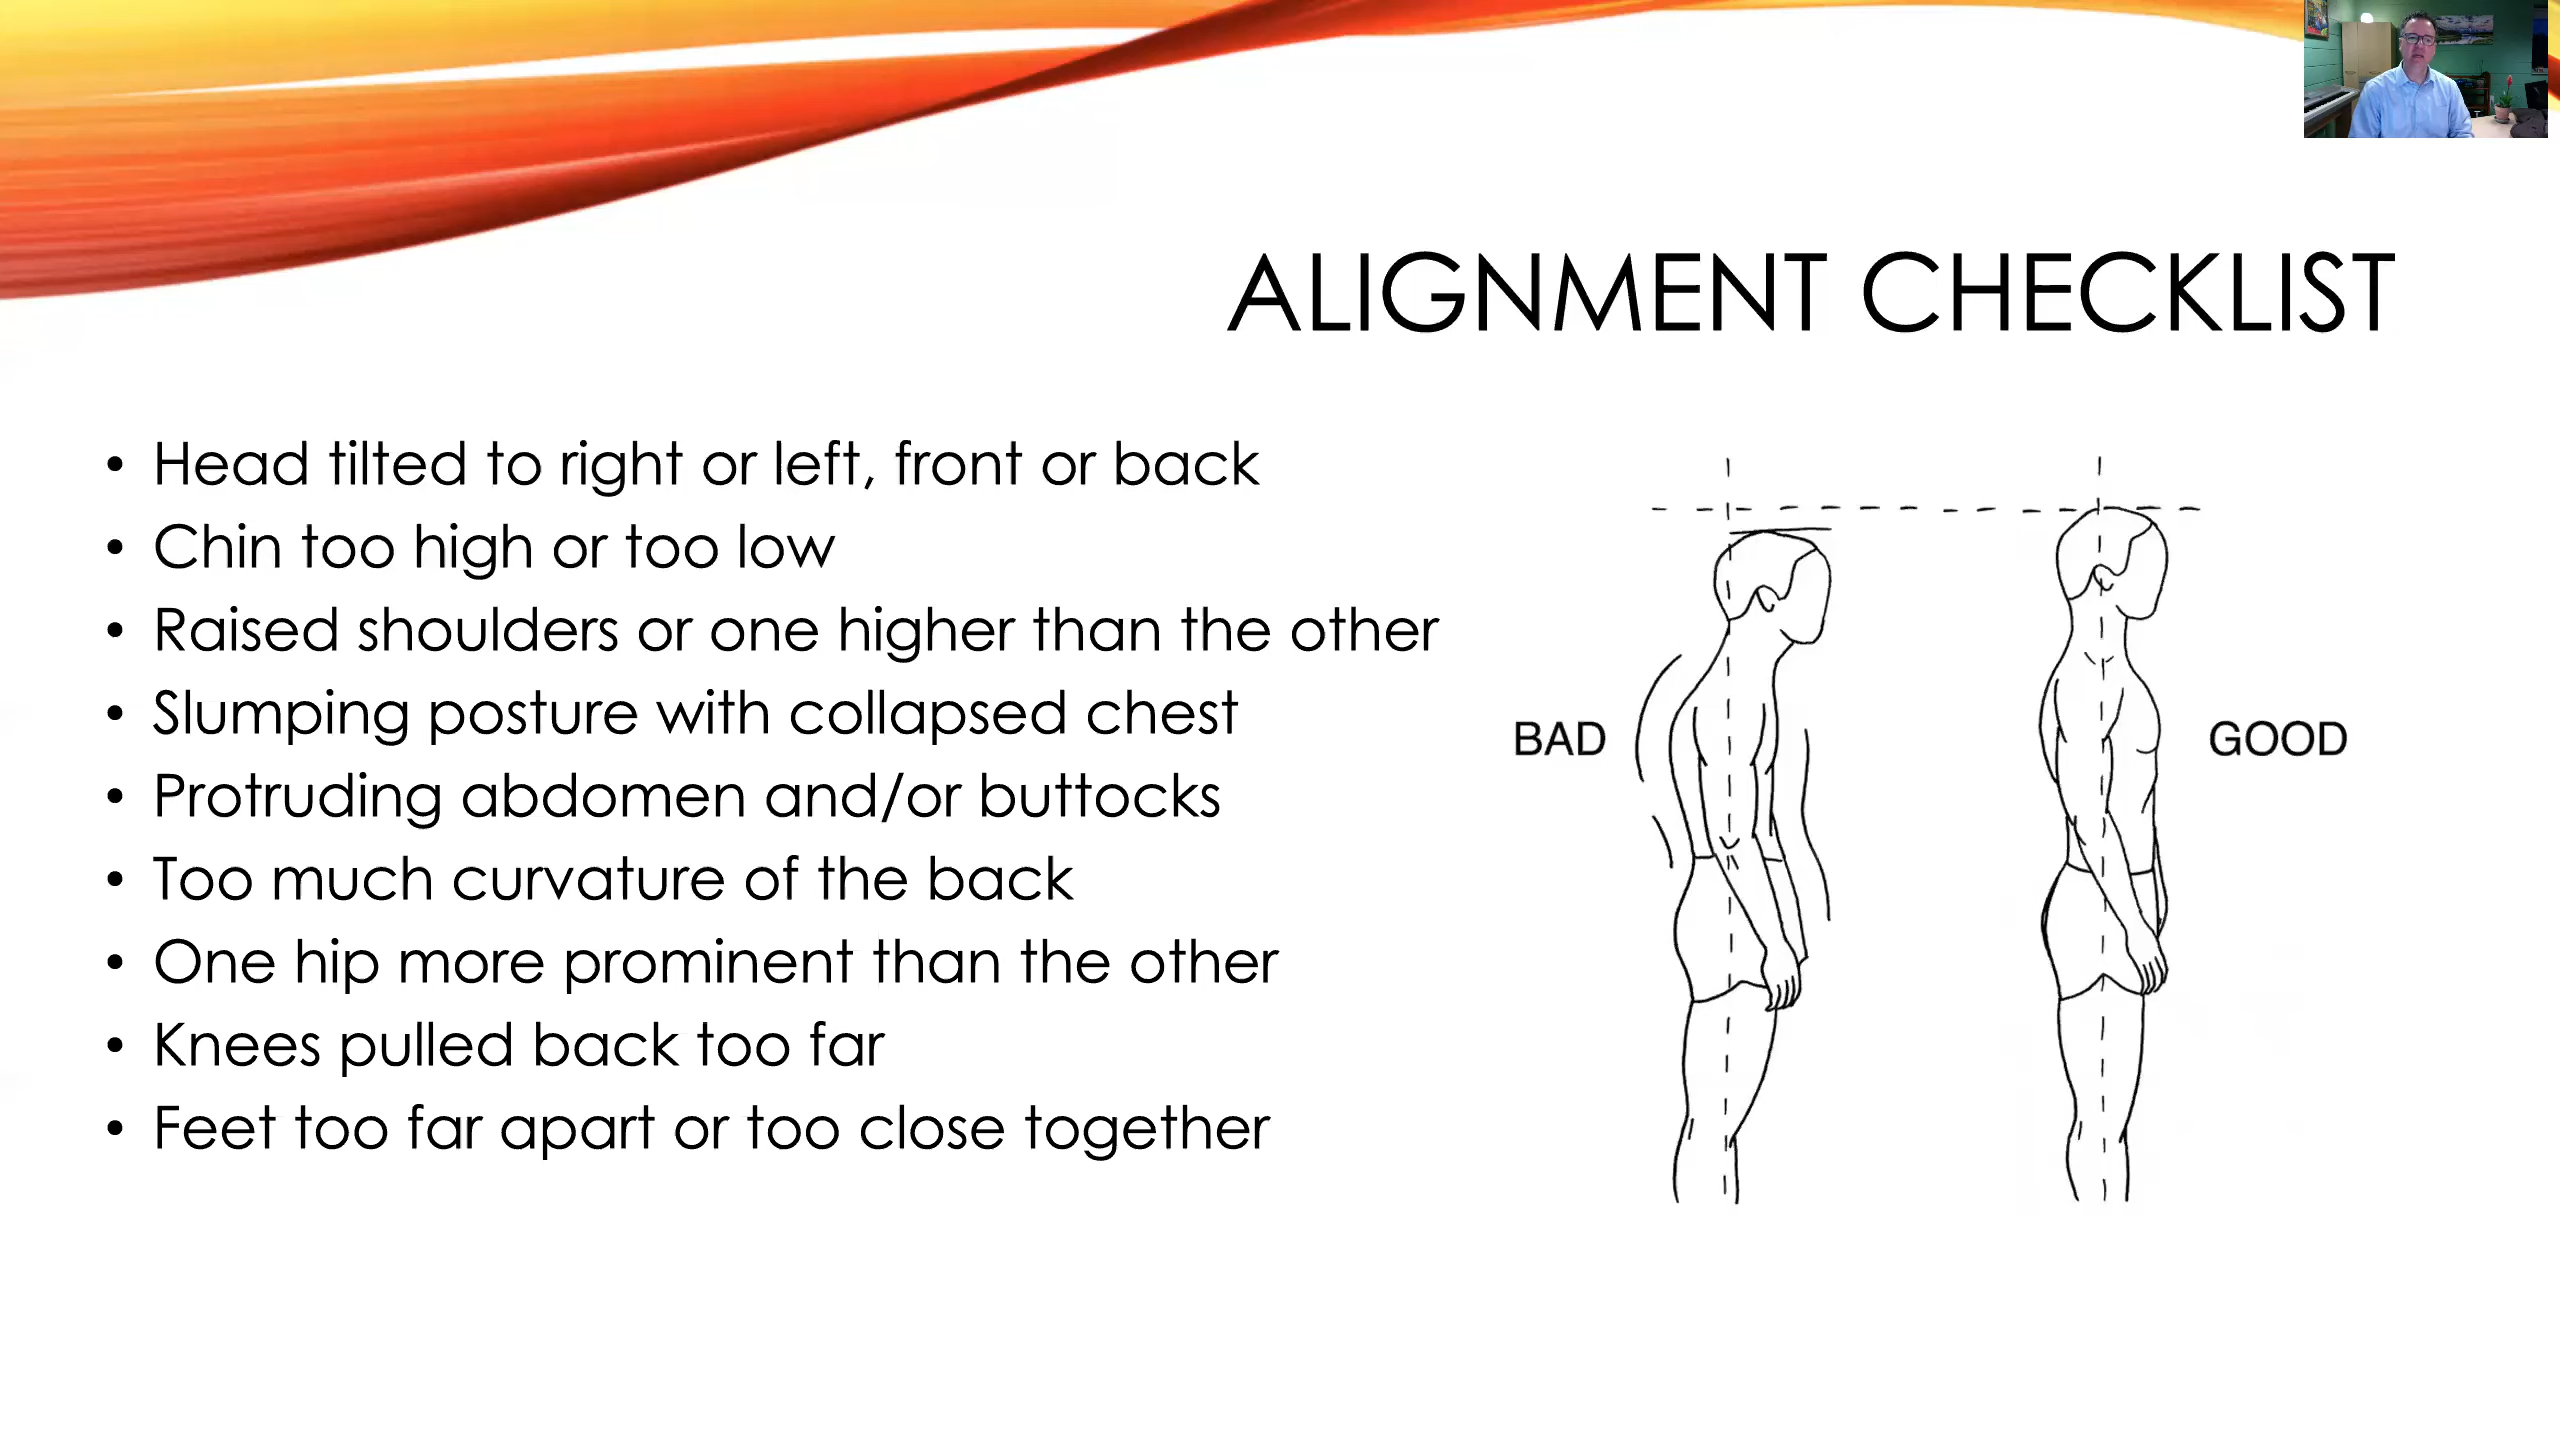 ALIGNMENT CHECKLIST
• Head tilted to right or left, front or back
• Chin too high or too low
• Raised shoulders or one higher than the other
• Slumping posture with collapsed chest
• Protruding abdomen and/or buttocks
• Too much curvature of the back
• One hip more prominent than the other
• Knees pulled back too far
• Feet too far apart or too close together
BAD
GOOD